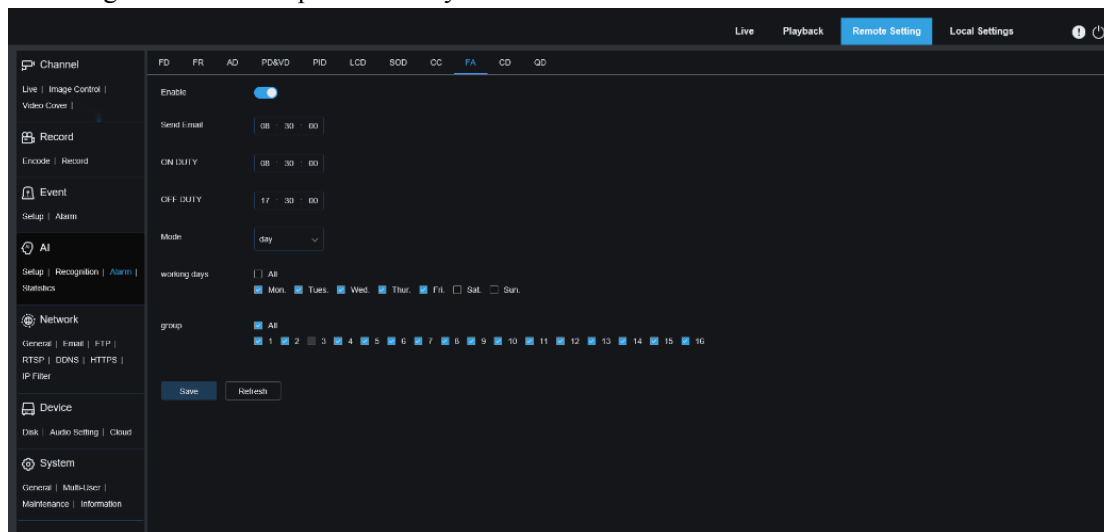 Live Playback Remote Setting Local Settings
Channel
Live | Image Control |
Video Cover |
Record
Encode | Record
Event
Setup | Alarm
AI
Setup | Recognition | Alarm |
Statistics
Network
General | Email | FTP |
RTSP | DDNS | HTTPS |
IP Filter
Device
Disk | Audio Setting | Cloud
System
General | Multi-User |
Maintenance | Information
FD FR AD PD&VD PID LCD SOD CC FA CD QD
Enable
Send Email 08 : 30 : 00
ON DUTY 08 : 30 : 00
OFF DUTY 17 : 30 : 00
Mode day
working days All
Mon. Tues. Wed. Thur. Fri. Sat. Sun.
group All
1 2 3 4 5 6 7 8 9 10 11 12 13 14 15 16
Save Refresh